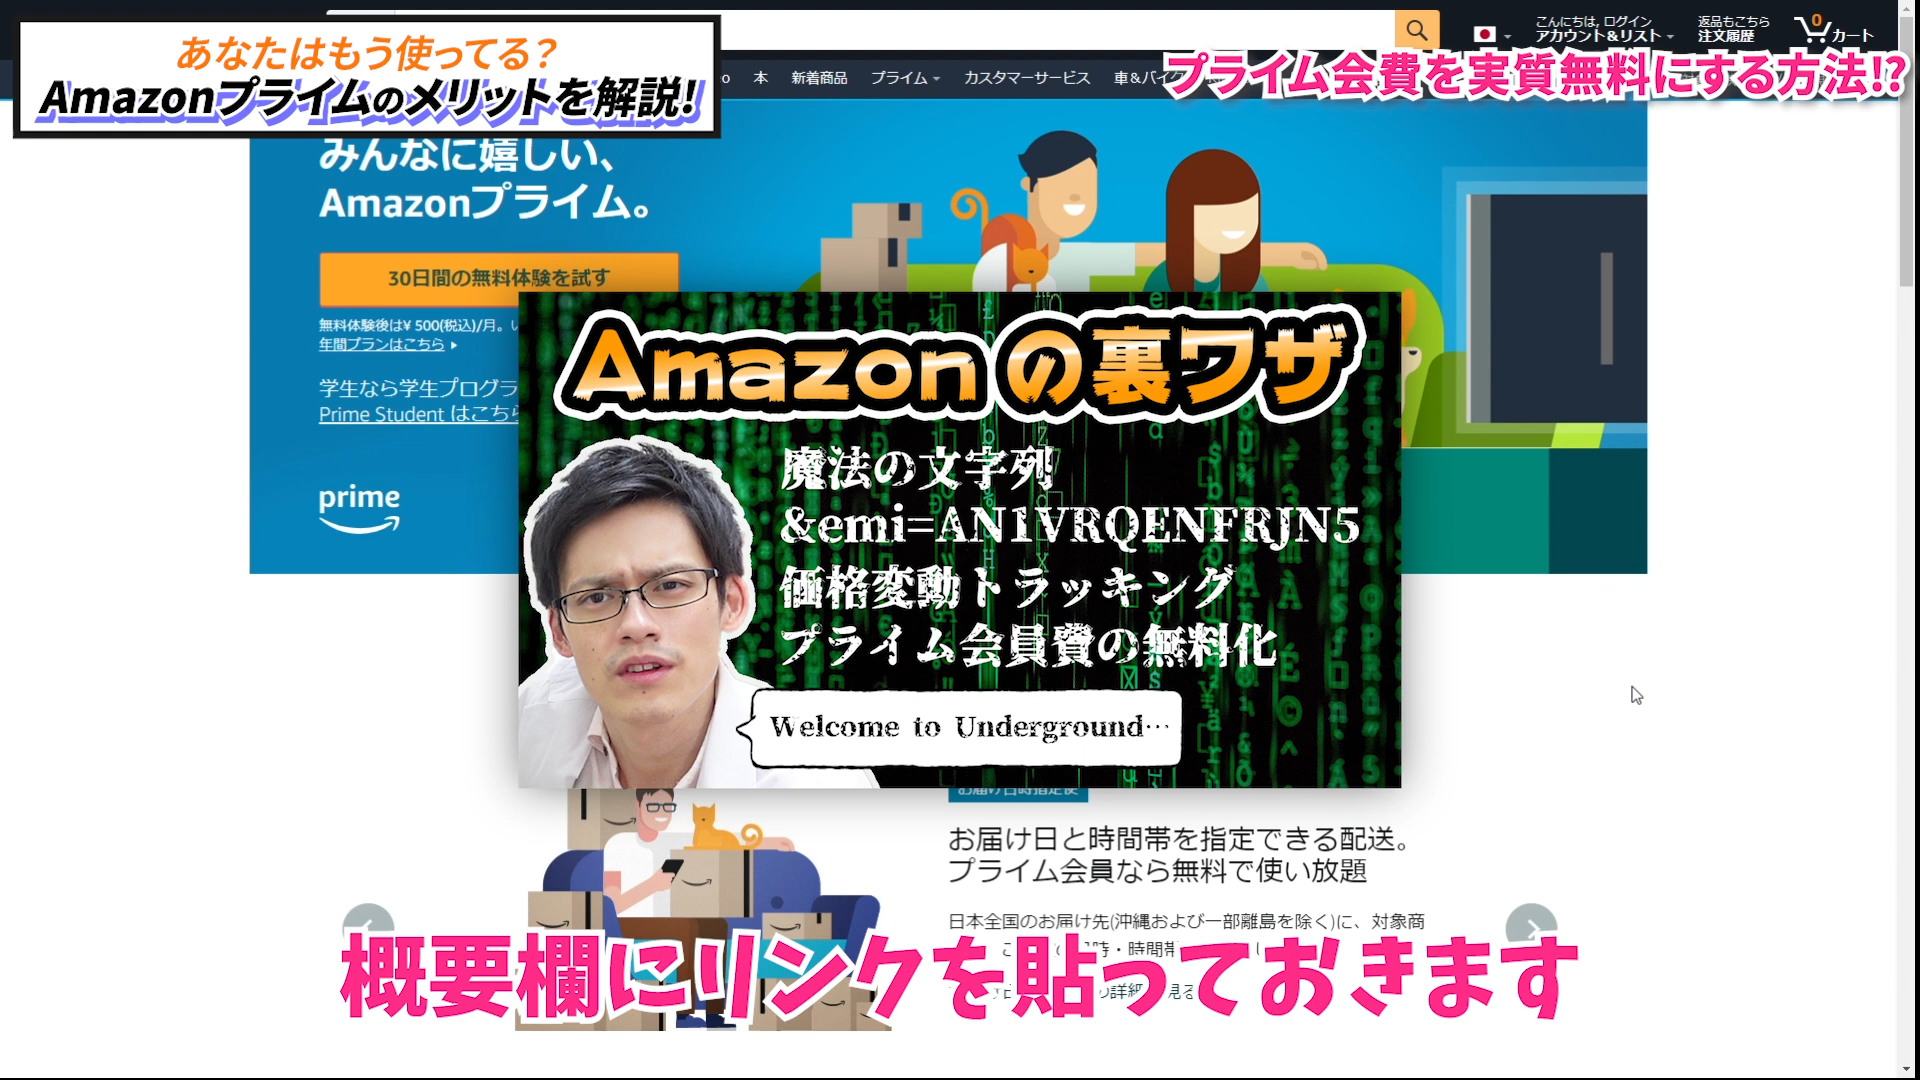 あなたはもう使ってる？
Amazonプライムのメリットを解説!
こんにちは, ログイン
アカウント&リスト
返品もこちら
注文履歴
0
カート
本
新着商品
プライム
カスタマーサービス
プライム会費を実質無料にする方法!?
みんなに嬉しい、
Amazonプライム。
30日間の無料体験を試す
無料体験後は¥ 500(税込)/月。
年間プランはこちら
学生なら学生プログラ
Prime Student はこちら
prime
Amazonの裏ワザ
魔法の文字列
&emi=AN1VRQENFRJN5
価格変動トラッキング
プライム会員費の無料化
Welcome to Underground…
お届け日時指定便
お届け日と時間帯を指定できる配送。
プライム会員なら無料で使い放題
日本全国のお届け先(沖縄および一部離島を除く)に、対象商
概要欄にリンクを貼っておきます